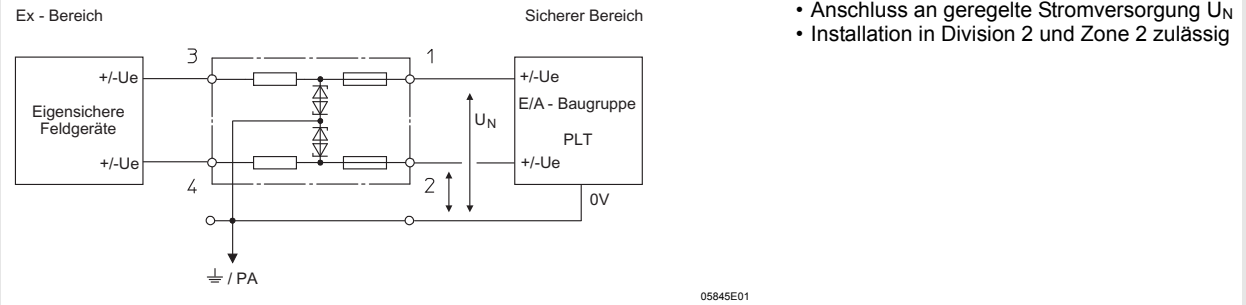 Ex - Bereich
Sicherer Bereich
• Anschluss an geregelte Stromversorgung UN
• Installation in Division 2 und Zone 2 zulässig
3
1
+/-Ue
+/-Ue
Eigensichere
Feldgeräte
E/A - Baugruppe
PLT
UN
+/-Ue
+/-Ue
4
2
0V
/ PA
05845E01